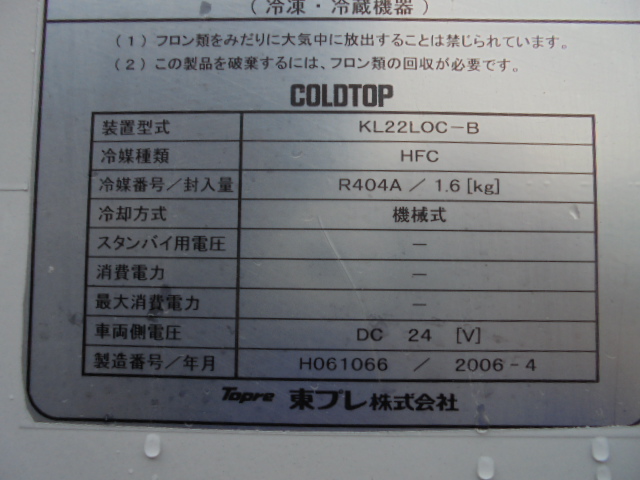 (冷凍・冷蔵機器)
(1) フロン類をみだりに大気中に放出することは禁じられています。
(2) この製品を破棄するには、フロン類の回収が必要です。
COLDTOP
装置型式 KL22LOC-B
冷媒種類 HFC
冷媒番号/封入量 R404A / 1.6[kg]
冷却方式 機械式
スタンバイ用電圧 —
消費電力 —
最大消費電力 —
車両側電圧 DC 24 [V]
製造番号/年月 H061066 / 2006-4
Topre 東プレ株式会社